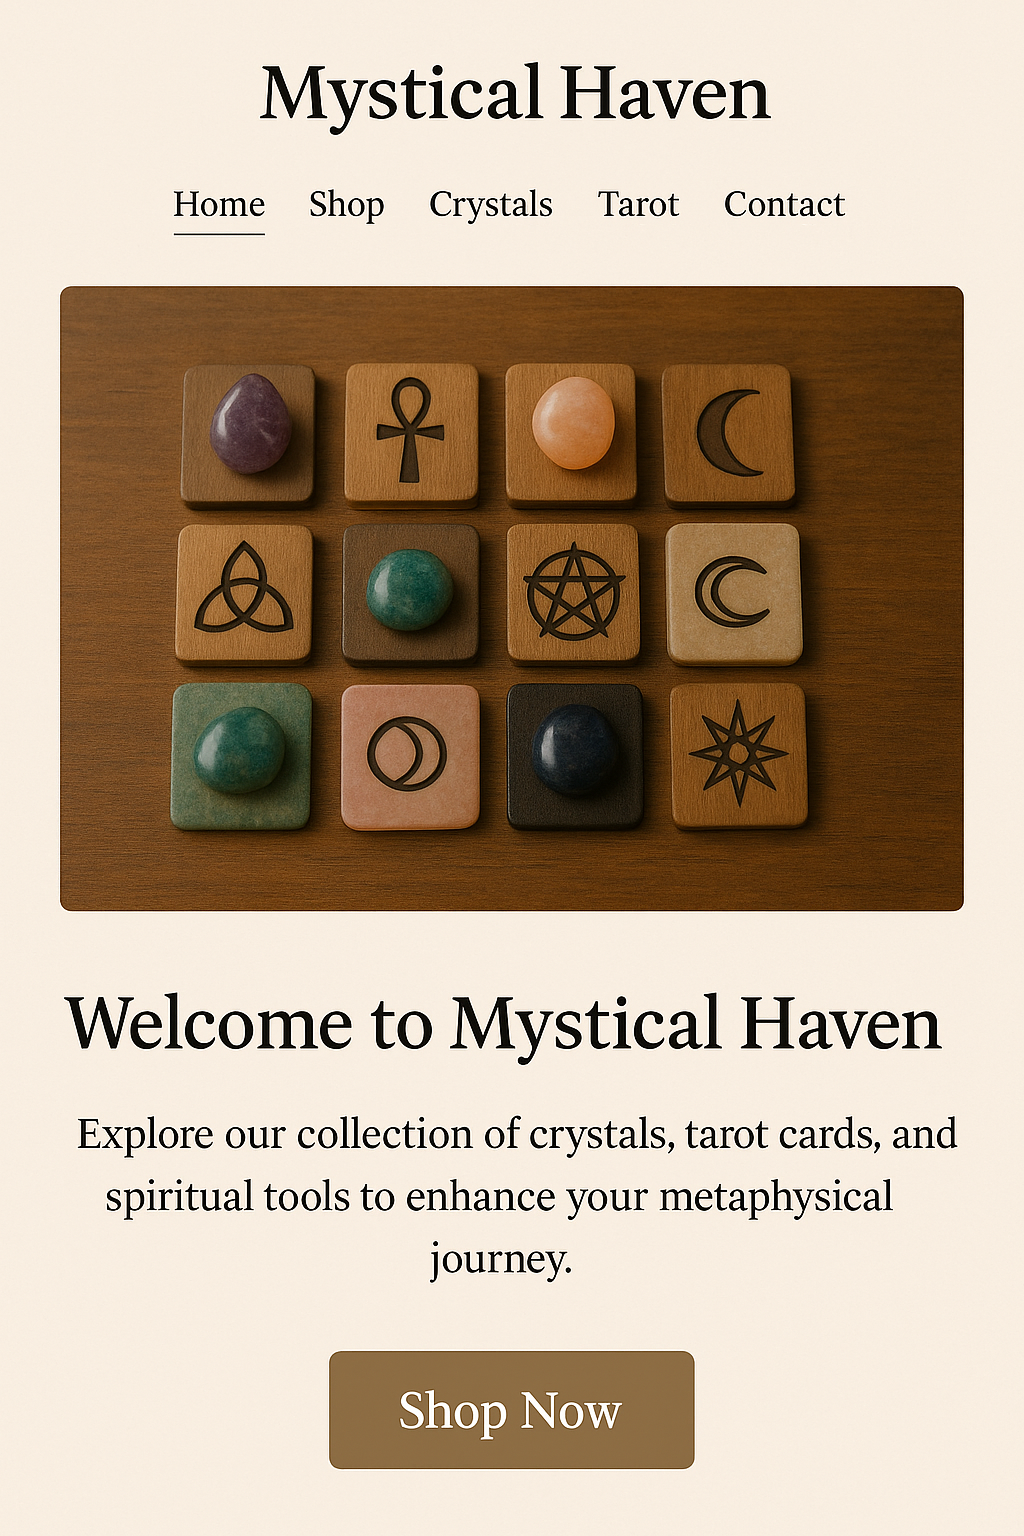 Mystical Haven
Home Shop Crystals Tarot Contact
Welcome to Mystical Haven
Explore our collection of crystals, tarot cards, and
spiritual tools to enhance your metaphysical
journey.
Shop Now